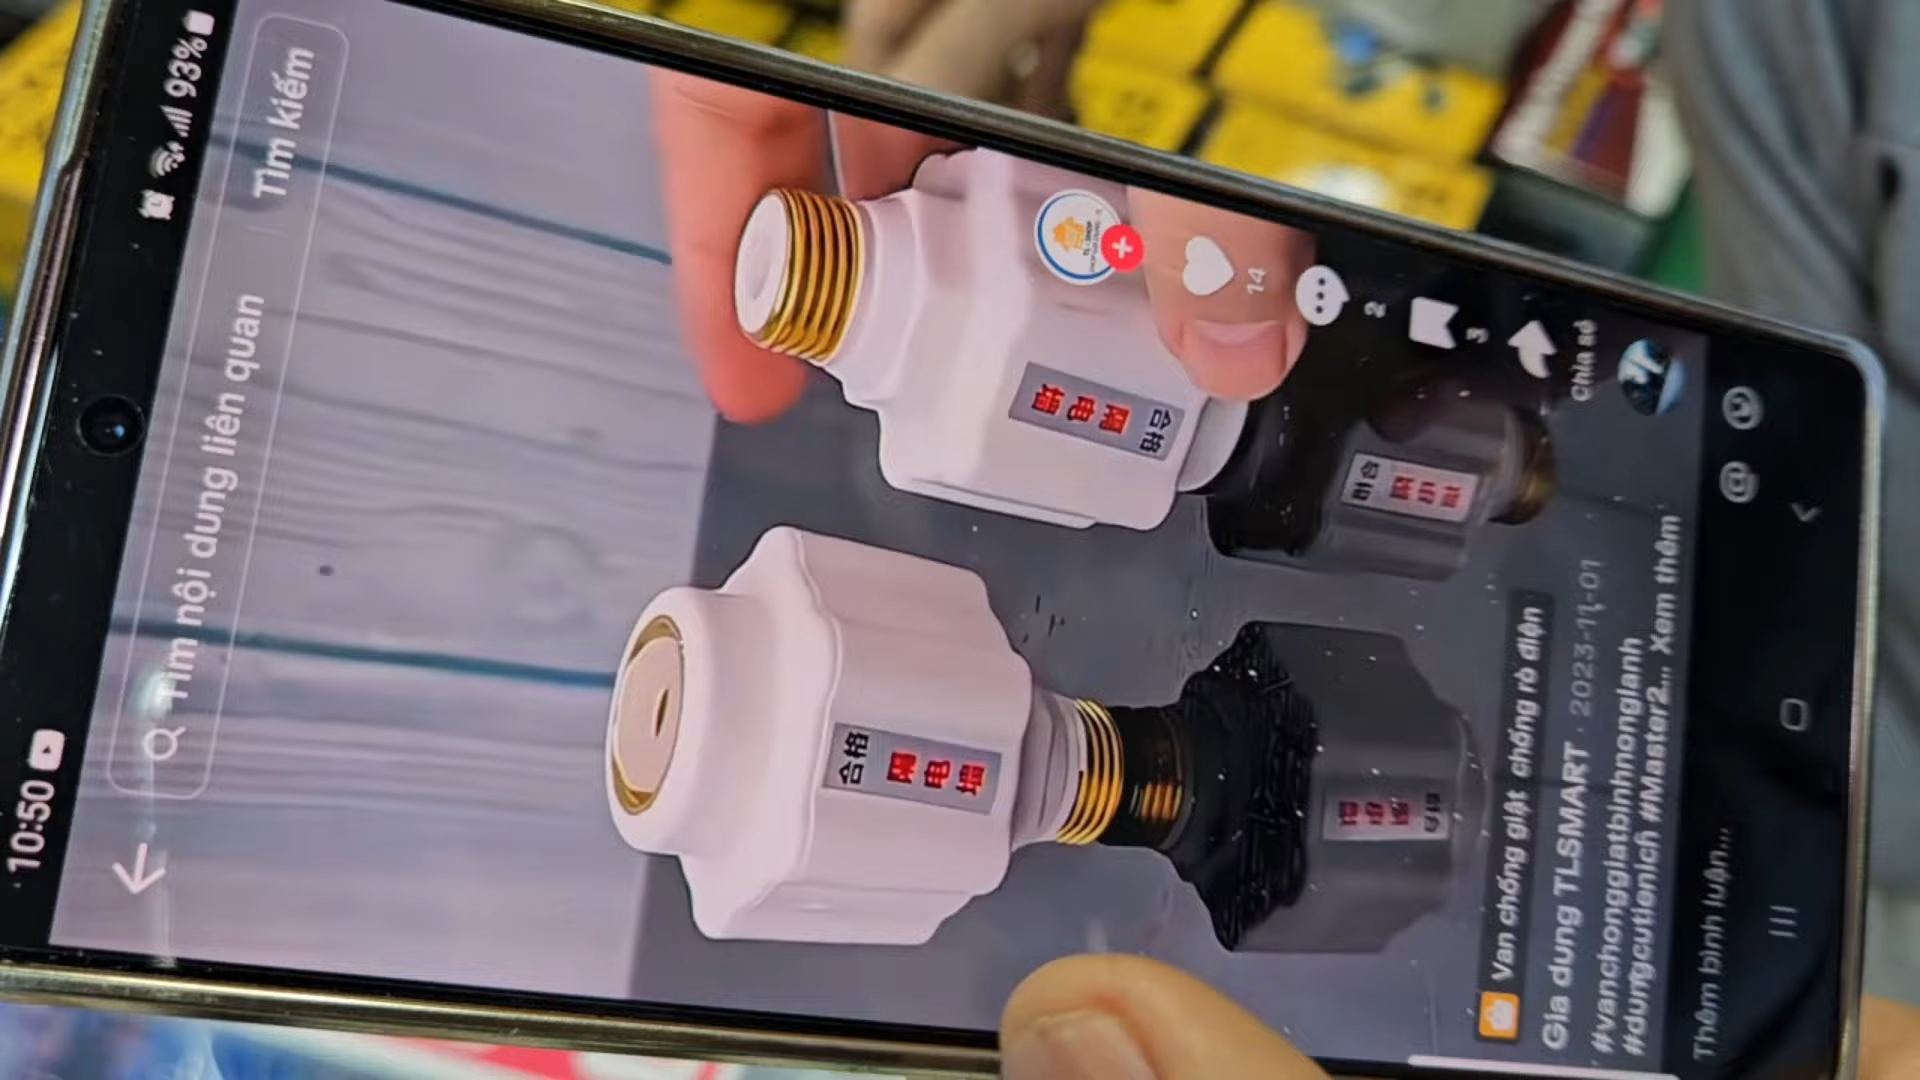 10:50
93%
Tìm nội dung liên quan
Tìm kiếm
合格
隔电墙
合格
隔电墙
14
2
3
Chia sẻ
Van chống giật chống rò điện
Gia dung TLSMART · 2023-11-01
#vanchonggiatbinhnonglanh
#dungcutienich #Master2... Xem thêm
Thêm bình luận...